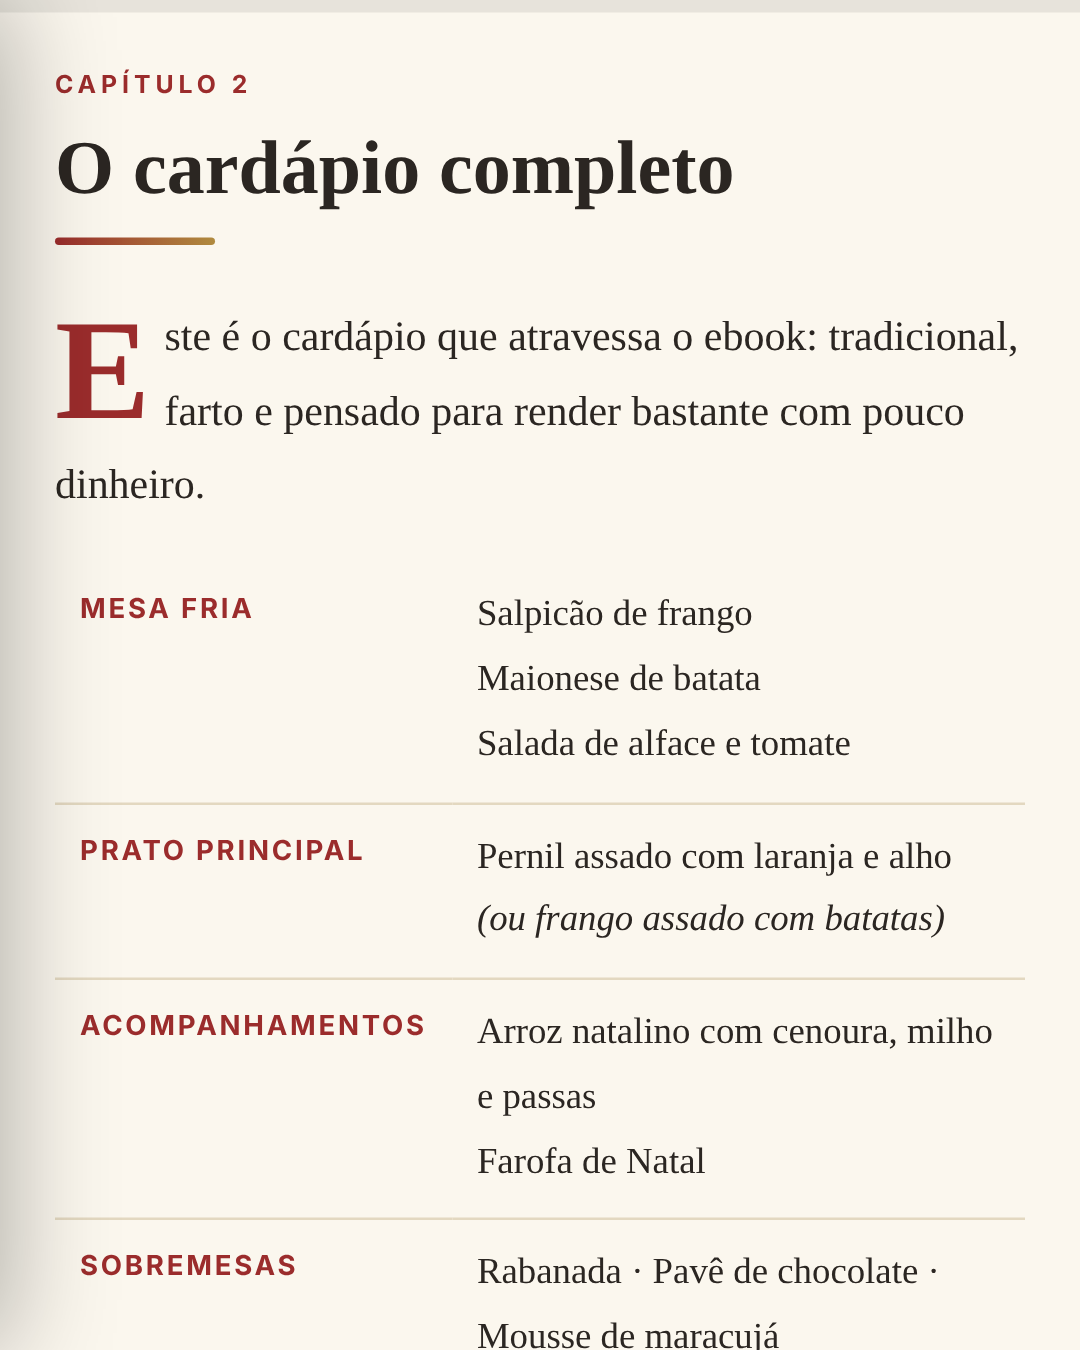 CAPÍTULO 2
O cardápio completo
Este é o cardápio que atravessa o ebook: tradicional,
farto e pensado para render bastante com pouco
dinheiro.
MESA FRIA
Salpicão de frango
Maionese de batata
Salada de alface e tomate
PRATO PRINCIPAL
Pernil assado com laranja e alho
(ou frango assado com batatas)
ACOMPANHAMENTOS
Arroz natalino com cenoura, milho
e passas
Farofa de Natal
SOBREMESAS
Rabanada · Pavê de chocolate ·
Mousse de maracujá